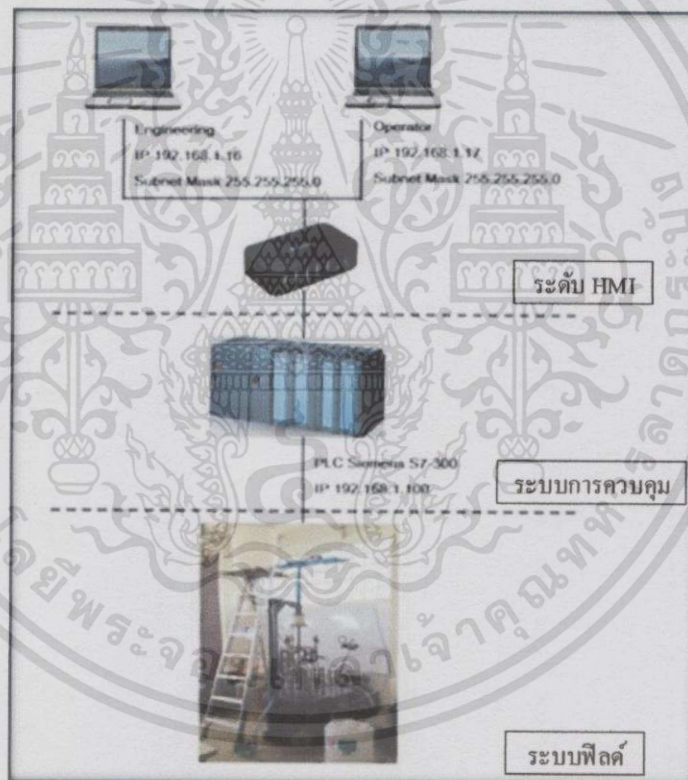 Engineering
IP 192.168.1.16
Subnet Mask 255.255.255.0
Operator
IP 192.168.1.17
Subnet Mask 255.255.255.0
ระดับ HMI
PLC Siemens S7-300
IP 192.168.1.100
ระบบการควบคุม
ระบบฟิลด์